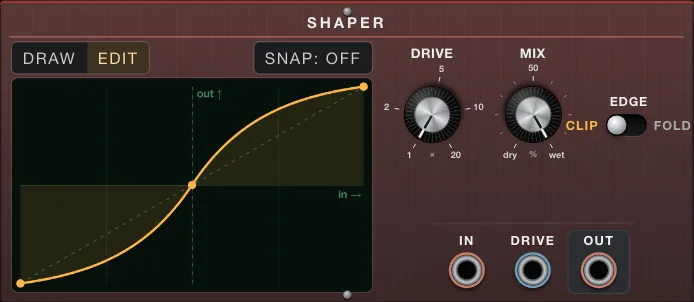 SHAPER
DRAW EDIT SNAP: OFF
out ↑
in →
DRIVE
5
2 10
1 × 20
MIX
50
dry % wet
EDGE
CLIP FOLD
IN DRIVE OUT